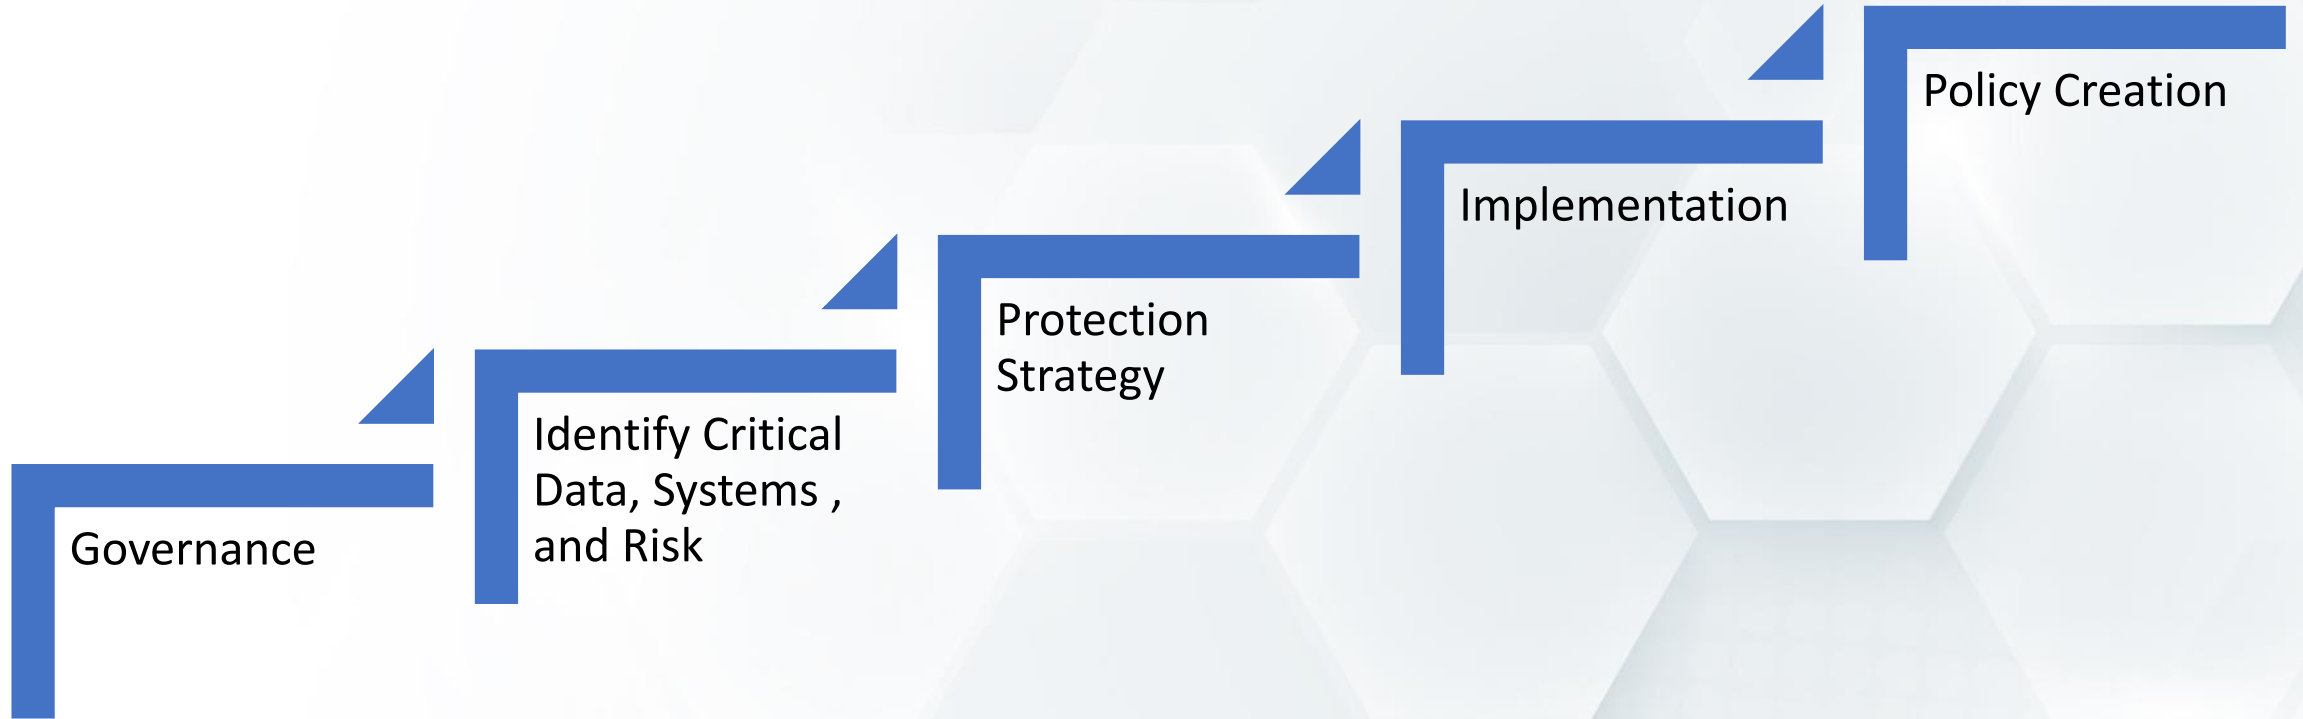 Governance
Identify Critical
Data, Systems ,
and Risk
Protection
Strategy
Implementation
Policy Creation